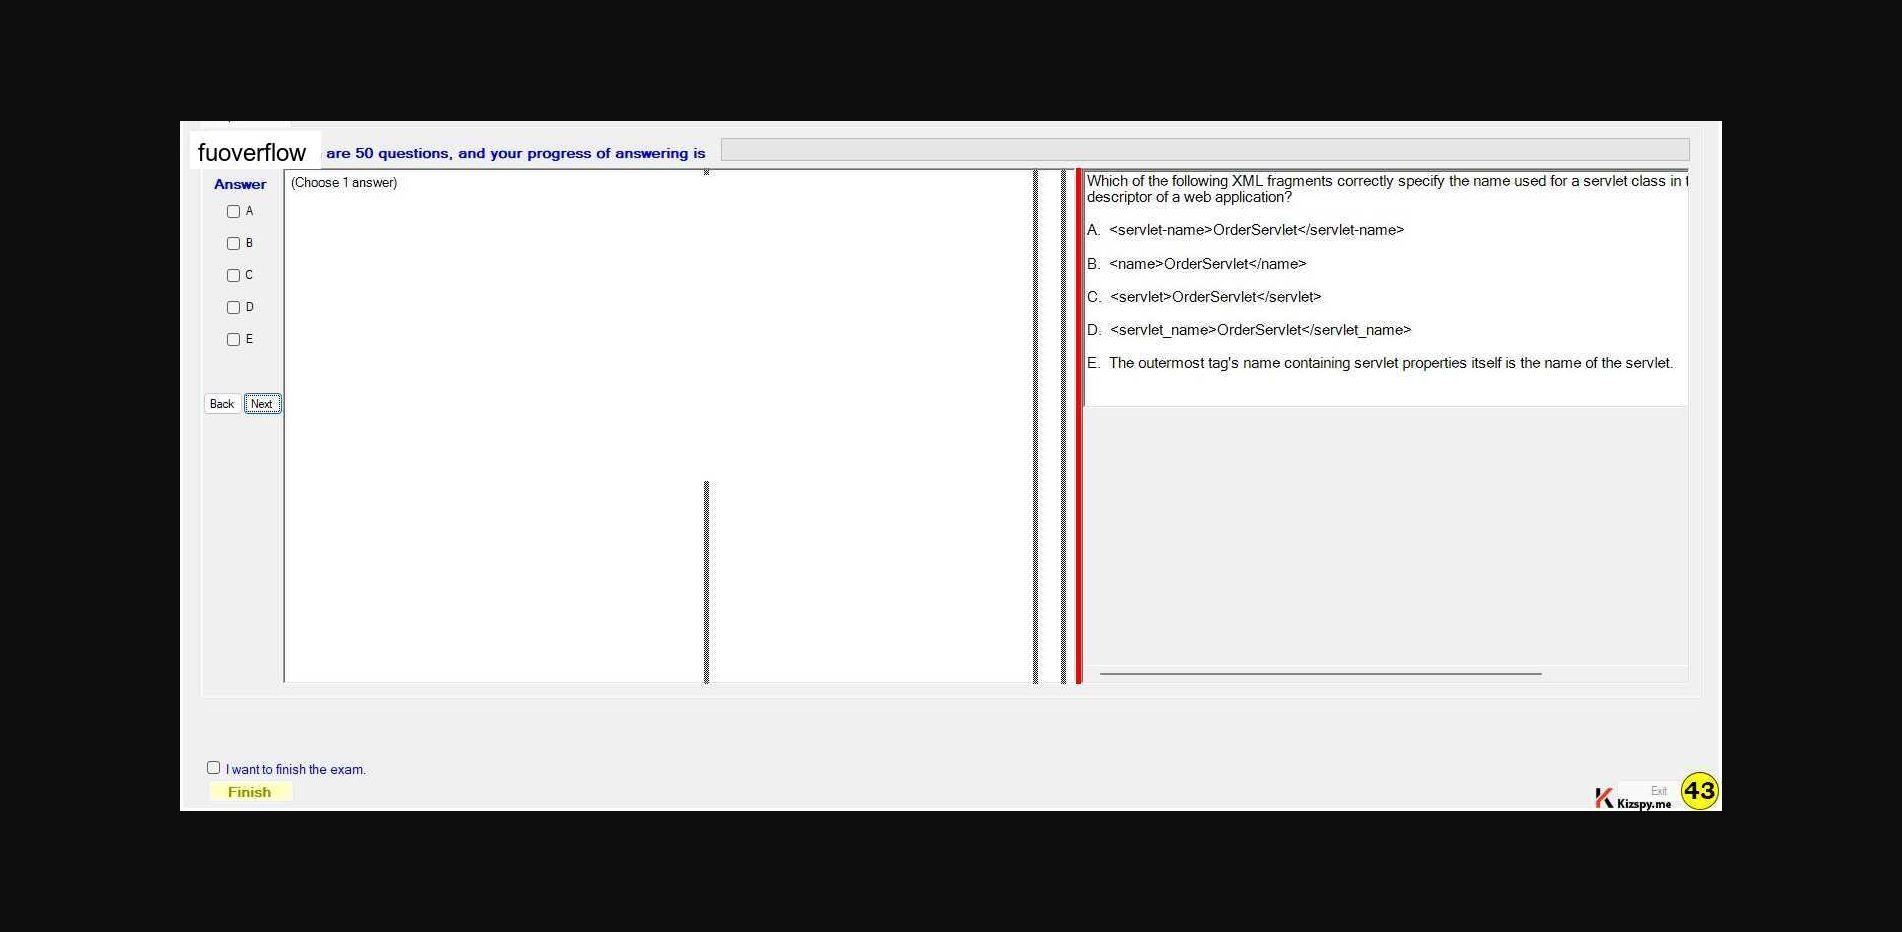 fuoverflow are 50 questions, and your progress of answering is
Answer
A
B
C
D
E
Back Next
(Choose 1 answer)
Which of the following XML fragments correctly specify the name used for a servlet class in
descriptor of a web application?
A. <servlet-name>OrderServlet</servlet-name>
B. <name>OrderServlet</name>
C. <servlet>OrderServlet</servlet>
D. <servlet_name>OrderServlet</servlet_name>
E. The outermost tag's name containing servlet properties itself is the name of the servlet.
I want to finish the exam.
Finish
Exit
Kizspy.me
43